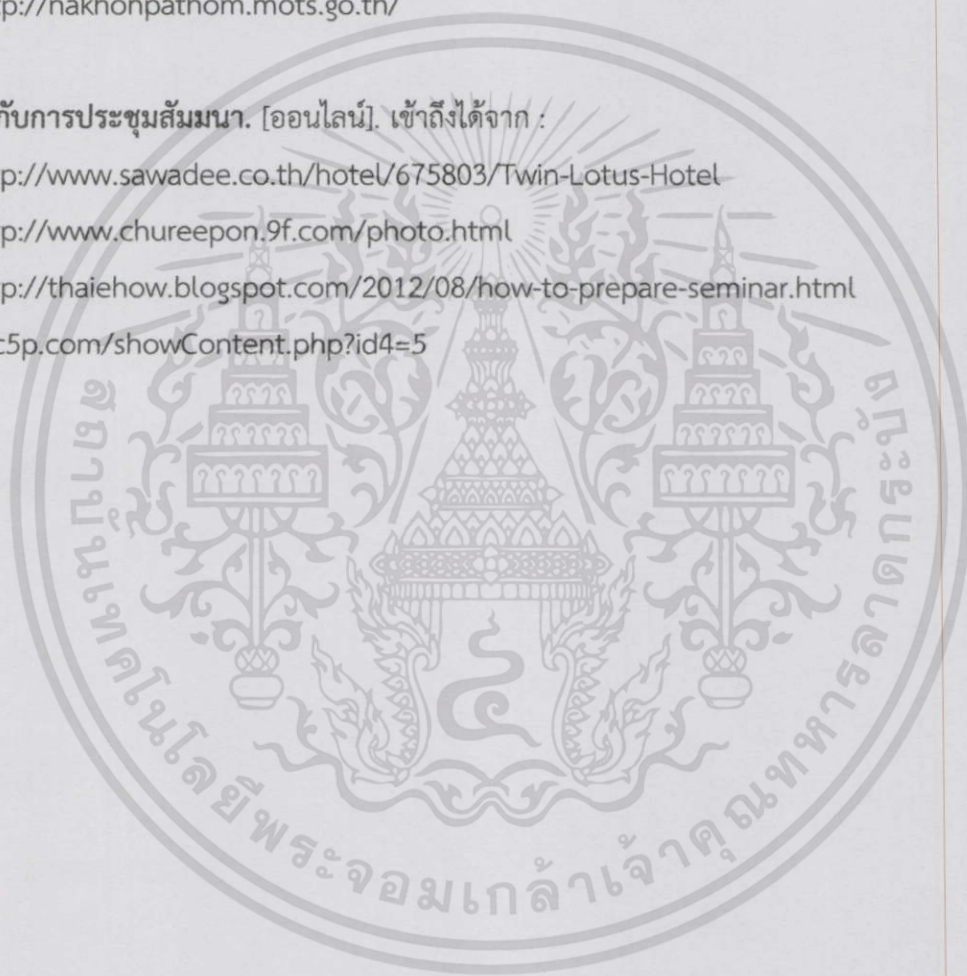 tp://nakhonpathom.mots.go.th/
กับการประชุมสัมมนา. [ออนไลน์]. เข้าถึงได้จาก :
tp://www.sawadee.co.th/hotel/675803/Twin-Lotus-Hotel
tp://www.chureepon.9f.com/photo.html
tp://thaiehow.blogspot.com/2012/08/how-to-prepare-seminar.html
c5p.com/showContent.php?id4=5
สถาบันเทคโนโลยีพระจอมเกล้าเจ้าคุณทหารลาดกระบัง